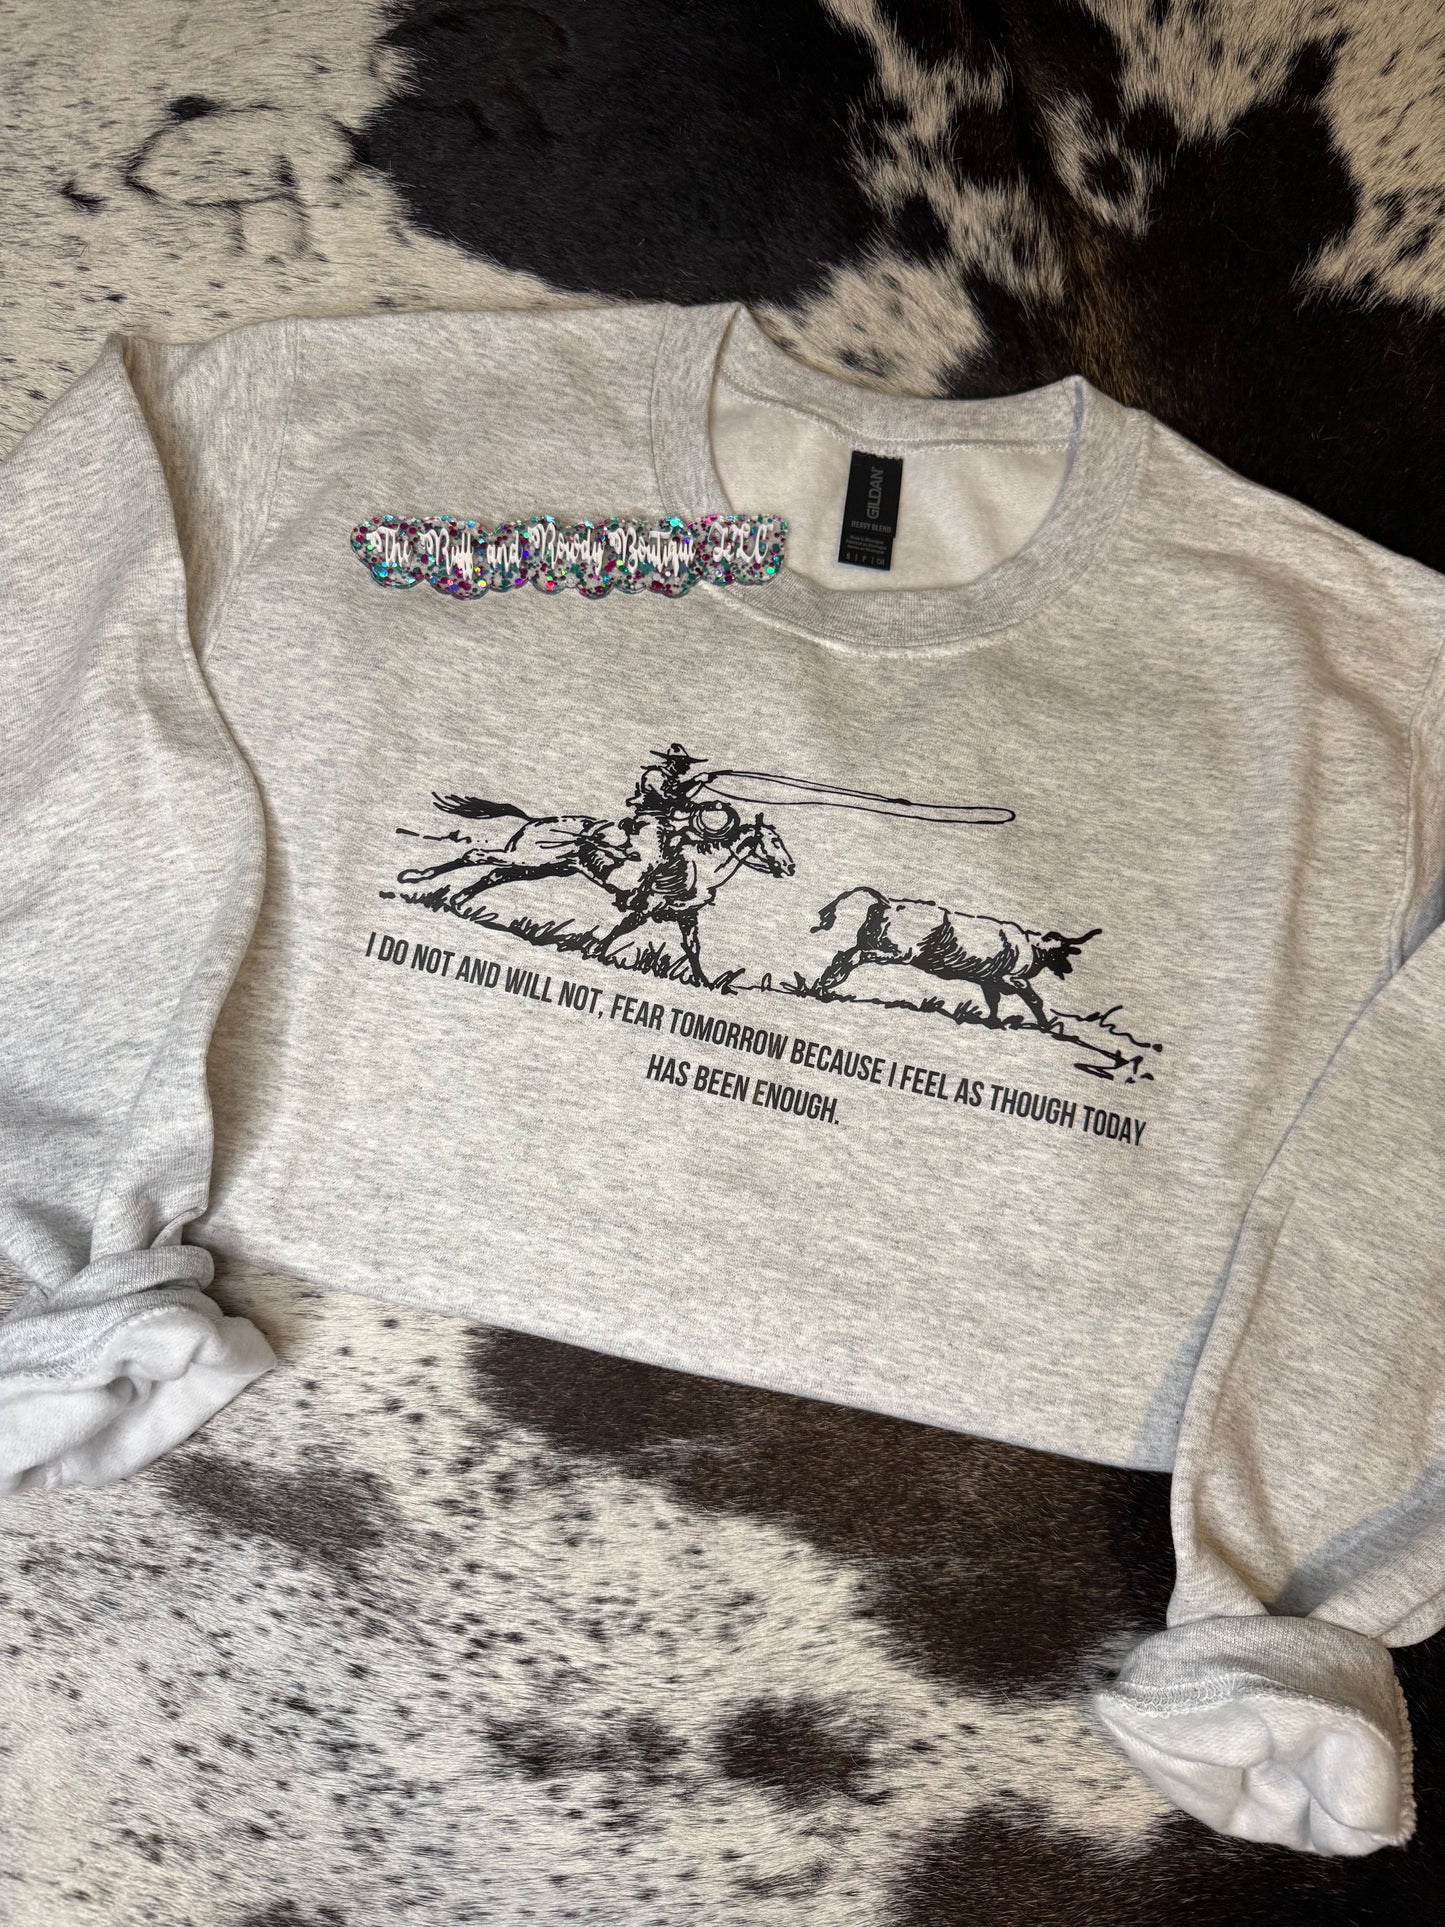 The Ruff and Rowdy Boutique LLC
GILDAN
HEAVY BLEND
S | P | CH
I DO NOT AND WILL NOT, FEAR TOMORROW BECAUSE I FEEL AS THOUGH TODAY
HAS BEEN ENOUGH.